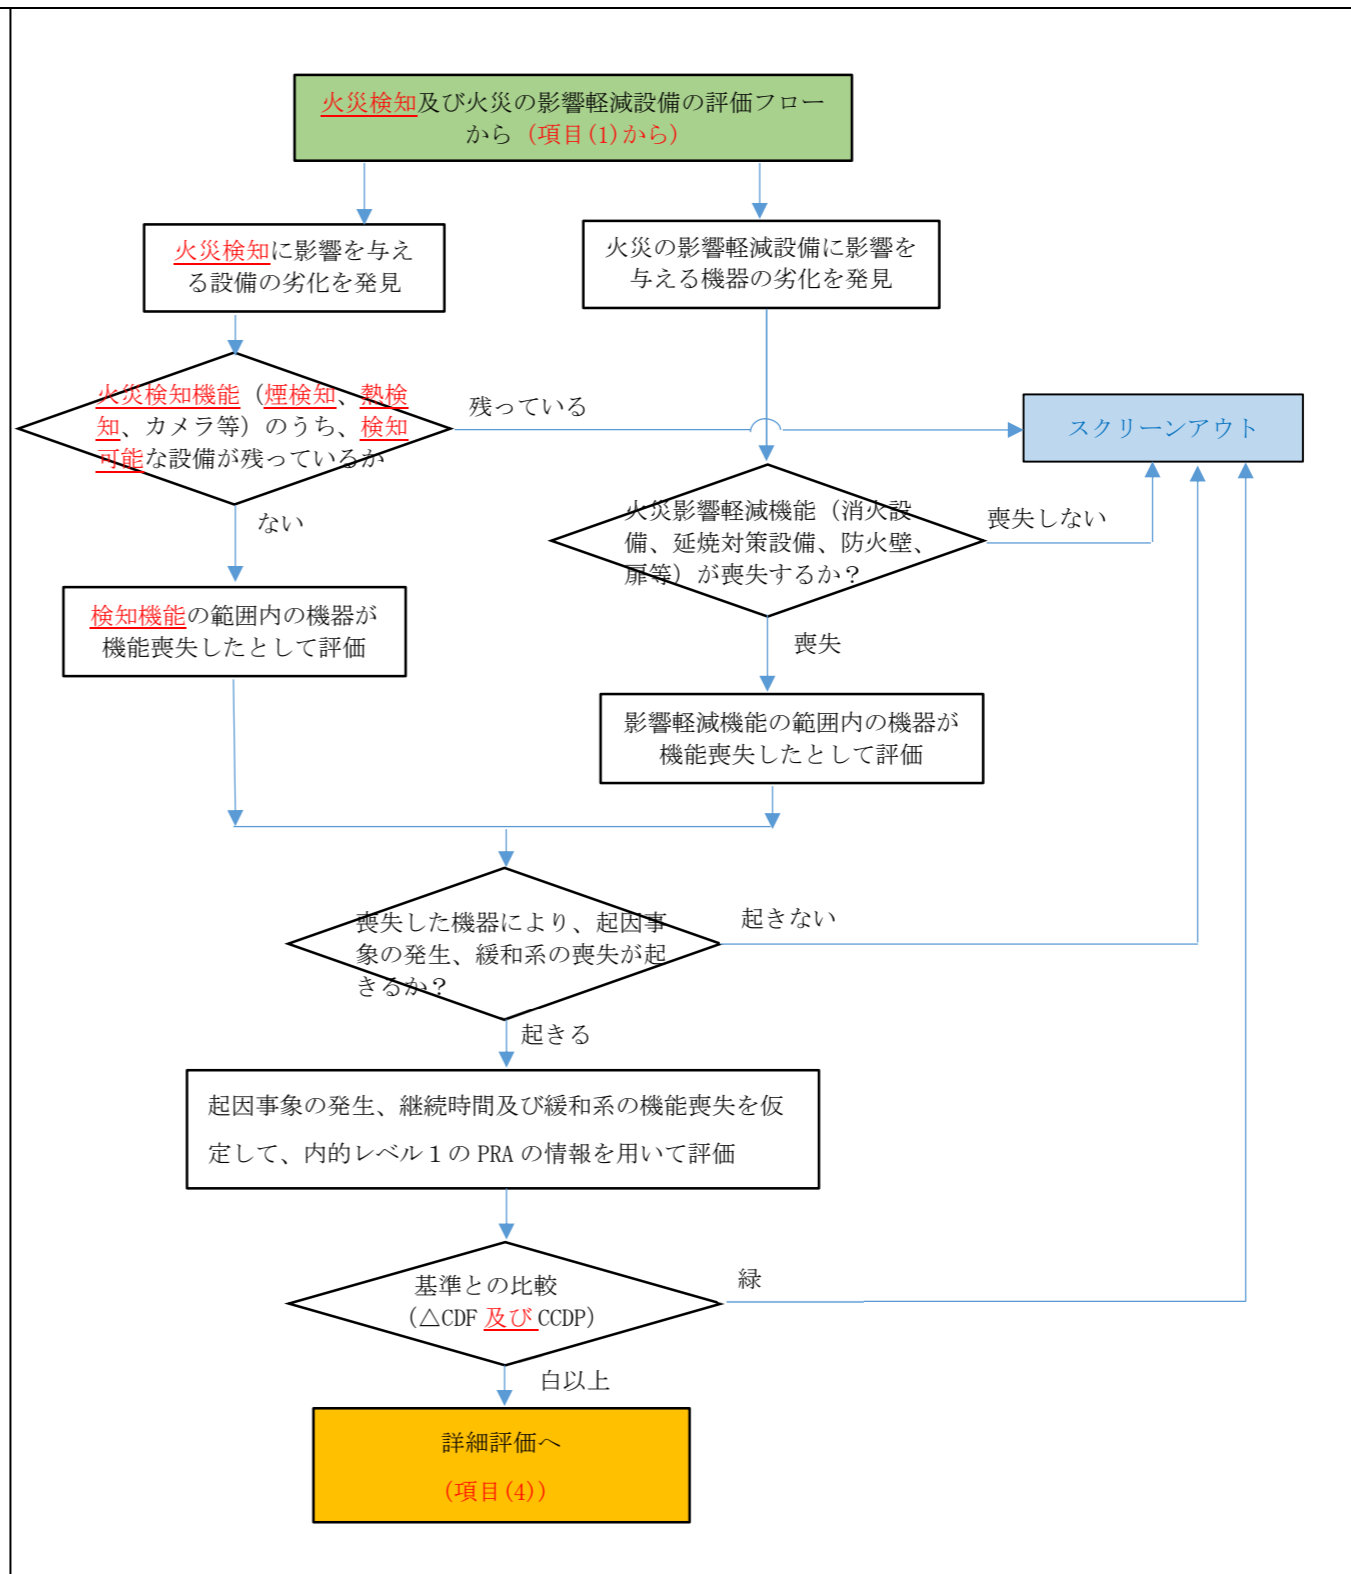 火災検知及び火災の影響軽減設備の評価フロー
から（項目(1)から）
火災検知に影響を与え
る設備の劣化を発見
火災の影響軽減設備に影響を
与える機器の劣化を発見
火災検知機能（煙検知、熱検
知、カメラ等）のうち、検知
可能な設備が残っているか
残っている
スクリーンアウト
ない
火災影響軽減機能（消火設
備、延焼対策設備、防火壁、
扉等）が喪失するか？
喪失しない
検知機能の範囲内の機器が
機能喪失したとして評価
喪失
影響軽減機能の範囲内の機器が
機能喪失したとして評価
喪失した機器により、起因事
象の発生、緩和系の喪失が起
きるか？
起きない
起きる
起因事象の発生、継続時間及び緩和系の機能喪失を仮
定して、内的レベル１の PRA の情報を用いて評価
基準との比較
（△CDF 及び CCDP）
緑
白以上
詳細評価へ
（項目(4)）